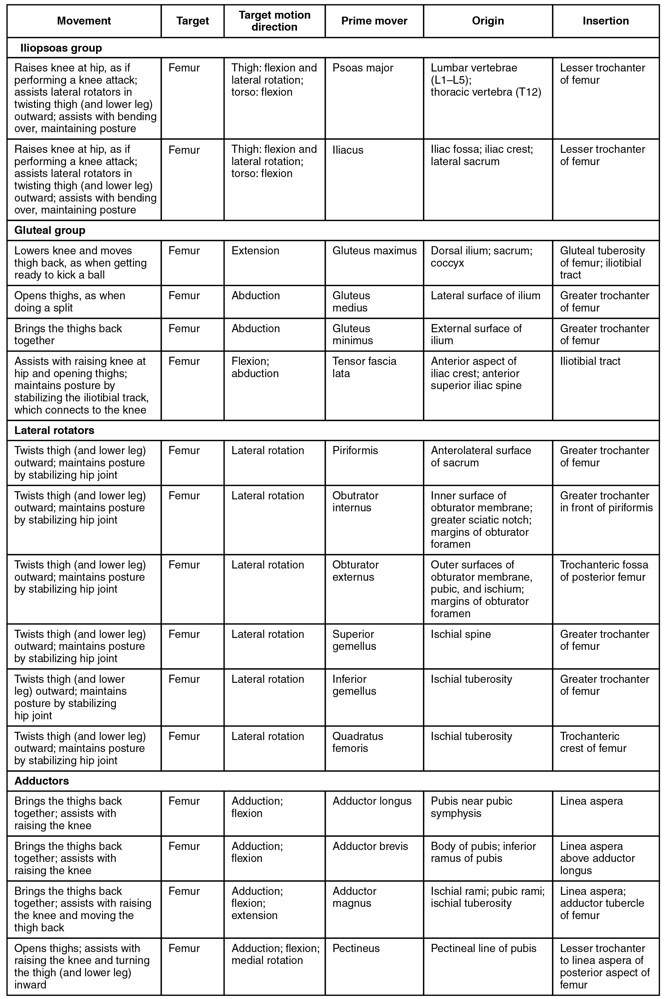 Movement
Target
Target motion
direction
Prime mover
Origin
Insertion
Iliopsoas group
Raises knee at hip, as if
performing a knee attack;
assists lateral rotators in
twisting thigh (and lower leg)
outward; assists with bending
over, maintaining posture
Femur
Thigh: flexion and
lateral rotation;
torso: flexion
Psoas major
Lumbar vertebrae
(L1–L5);
thoracic vertebra (T12)
Lesser trochanter
of femur
Raises knee at hip, as if
performing a knee attack;
assists lateral rotators in
twisting thigh (and lower leg)
outward; assists with bending
over, maintaining posture
Femur
Thigh: flexion and
lateral rotation;
torso: flexion
Iliacus
Iliac fossa; iliac crest;
lateral sacrum
Lesser trochanter
of femur
Gluteal group
Lowers knee and moves
thigh back, as when getting
ready to kick a ball
Femur
Extension
Gluteus maximus
Dorsal ilium; sacrum;
coccyx
Gluteal tuberosity
of femur; iliotibial
tract
Opens thighs, as when
doing a split
Femur
Abduction
Gluteus
medius
Lateral surface of ilium
Greater trochanter
of femur
Brings the thighs back
together
Femur
Abduction
Gluteus
minimus
External surface of
ilium
Greater trochanter
of femur
Assists with raising knee at
hip and opening thighs;
maintains posture by
stabilizing the iliotibial track,
which connects to the knee
Femur
Flexion;
abduction
Tensor fascia
lata
Anterior aspect of
iliac crest; anterior
superior iliac spine
Iliotibial tract
Lateral rotators
Twists thigh (and lower leg)
outward; maintains posture
by stabilizing hip joint
Femur
Lateral rotation
Piriformis
Anterolateral surface
of sacrum
Greater trochanter
of femur
Twists thigh (and lower leg)
outward; maintains posture
by stabilizing hip joint
Femur
Lateral rotation
Obutrator
internus
Inner surface of
obturator membrane;
greater sciatic notch;
margins of obturator
foramen
Greater trochanter
in front of piriformis
Twists thigh (and lower leg)
outward; maintains posture
by stabilizing hip joint
Femur
Lateral rotation
Obturator
externus
Outer surfaces of
obturator membrane,
pubic, and ischium;
margins of obturator
foramen
Trochanteric fossa
of posterior femur
Twists thigh (and lower leg)
outward; maintains posture
by stabilizing hip joint
Femur
Lateral rotation
Superior
gemellus
Ischial spine
Greater trochanter
of femur
Twists thigh (and lower
leg) outward; maintains
posture by stabilizing
hip joint
Femur
Lateral rotation
Inferior
gemellus
Ischial tuberosity
Greater trochanter
of femur
Twists thigh (and lower leg)
outward; maintains posture
by stabilizing hip joint
Femur
Lateral rotation
Quadratus
femoris
Ischial tuberosity
Trochanteric
crest of femur
Adductors
Brings the thighs back
together; assists with
raising the knee
Femur
Adduction;
flexion
Adductor longus
Pubis near pubic
symphysis
Linea aspera
Brings the thighs back
together; assists with
raising the knee
Femur
Adduction;
flexion
Adductor brevis
Body of pubis; inferior
ramus of pubis
Linea aspera
above adductor
longus
Brings the thighs back
together; assists with raising
the knee and moving the
thigh back
Femur
Adduction;
flexion;
extension
Adductor
magnus
Ischial rami; pubic rami;
ischial tuberosity
Linea aspera;
adductor tubercle
of femur
Opens thighs; assists with
raising the knee and turning
the thigh (and lower leg)
inward
Femur
Adduction; flexion;
medial rotation
Pectineus
Pectineal line of pubis
Lesser trochanter
to linea aspera of
posterior aspect of
femur